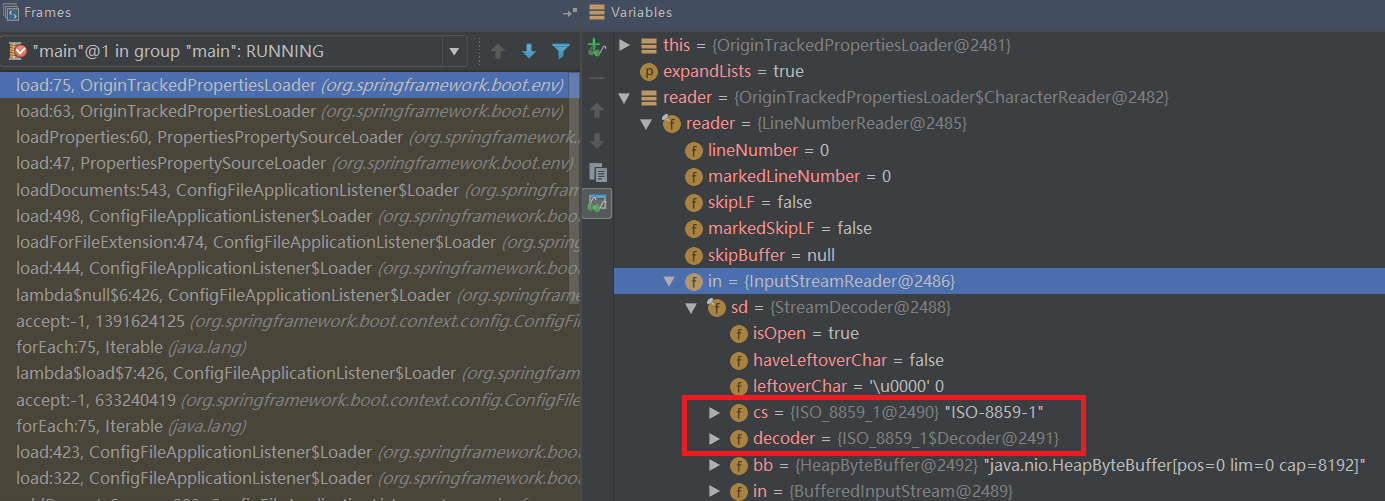 Frames
"main"@1 in group "main": RUNNING
load:75, OriginTrackedPropertiesLoader (org.springframework.boot.env)
load:63, OriginTrackedPropertiesLoader (org.springframework.boot.env)
loadProperties:60, PropertiesPropertySourceLoader (org.springframework.
load:47, PropertiesPropertySourceLoader (org.springframework.boot.env)
loadDocuments:543, ConfigFileApplicationListener$Loader (org.springfram
load:498, ConfigFileApplicationListener$Loader (org.springframework.boo
loadForFileExtension:474, ConfigFileApplicationListener$Loader (org.spring
load:444, ConfigFileApplicationListener$Loader (org.springframework.boo
lambda$null$6:426, ConfigFileApplicationListener$Loader (org.springfram
accept:-1, 1391624125 (org.springframework.boot.context.config.ConfigFi
forEach:75, Iterable (java.lang)
lambda$load$7:426, ConfigFileApplicationListener$Loader (org.springfram
accept:-1, 633240419 (org.springframework.boot.context.config.ConfigFile
forEach:75, Iterable (java.lang)
load:423, ConfigFileApplicationListener$Loader (org.springframework.boo
load:322, ConfigFileApplicationListener$Loader (org.springframework.boo
Variables
this = {OriginTrackedPropertiesLoader@2481}
expandLists = true
reader = {OriginTrackedPropertiesLoader$CharacterReader@2482}
reader = {LineNumberReader@2485}
lineNumber = 0
markedLineNumber = 0
skipLF = false
markedSkipLF = false
skipBuffer = null
in = {InputStreamReader@2486}
sd = {StreamDecoder@2488}
isOpen = true
haveLeftoverChar = false
leftoverChar = '\u0000' 0
cs = {ISO_8859_1@2490} "ISO-8859-1"
decoder = {ISO_8859_1$Decoder@2491}
bb = {HeapByteBuffer@2492} "java.nio.HeapByteBuffer[pos=0 lim=0 cap=8192]"
in = {BufferedInputStream@2489}